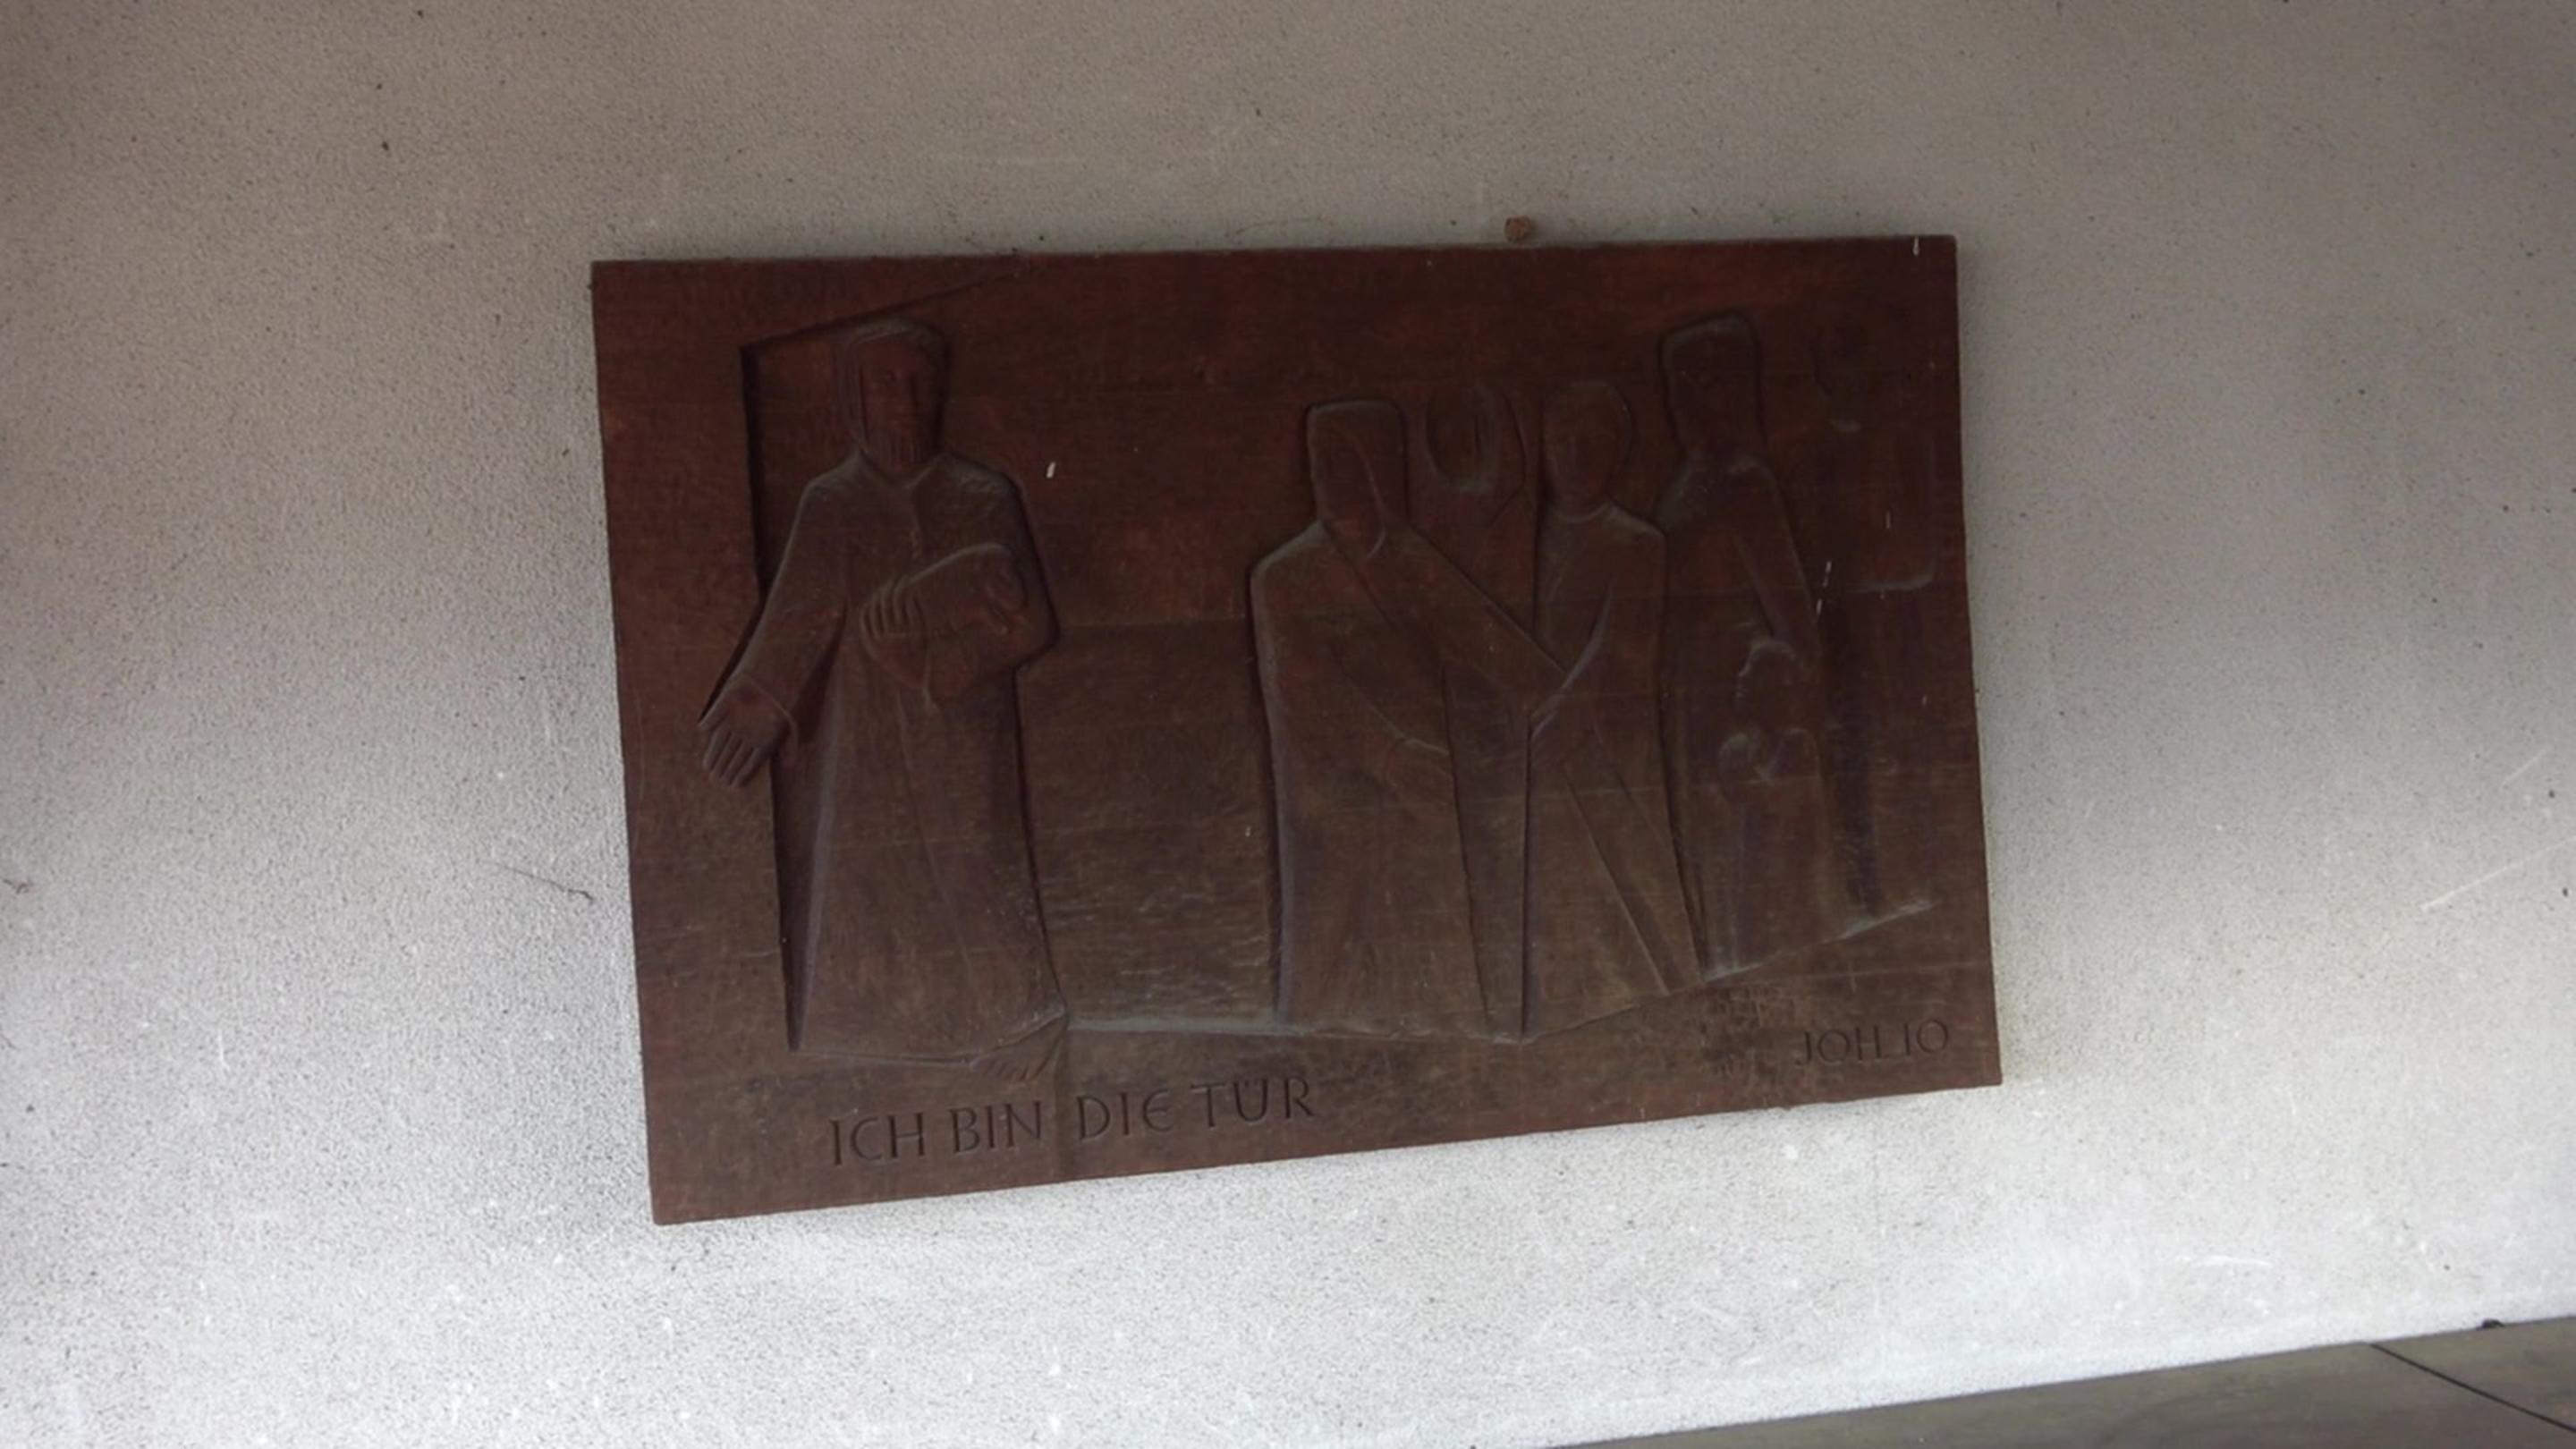 ICH BIN DIE TÜR
JOH. 10